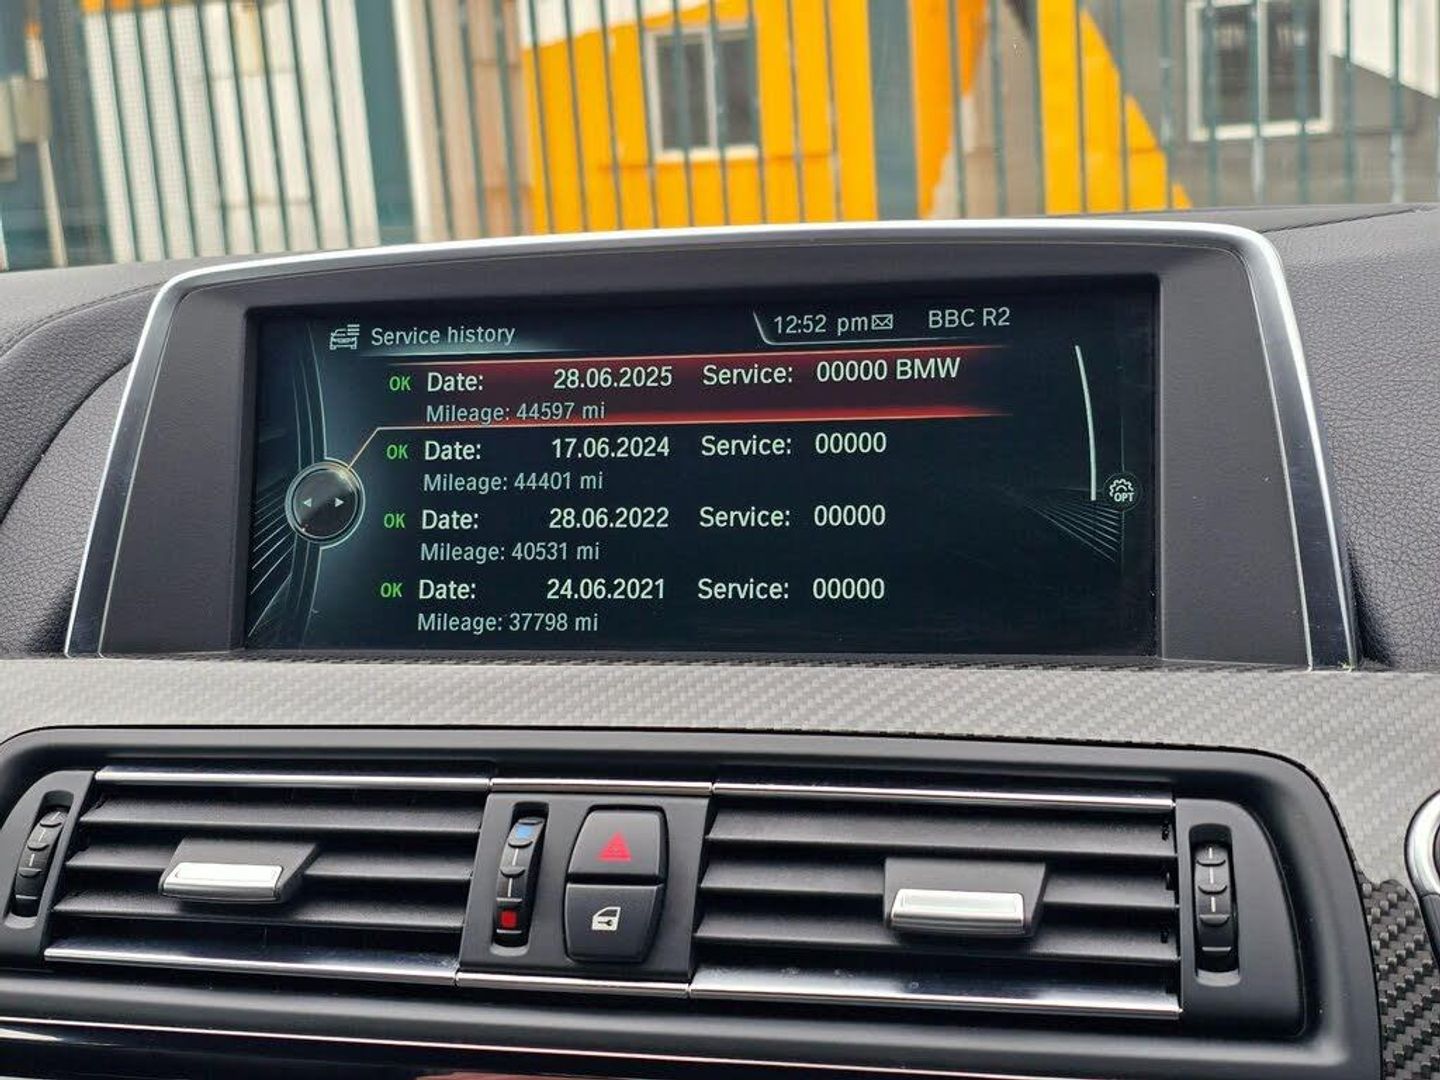 Service history 12:52 pm BBC R2
OK Date: 28.06.2025 Service: 00000 BMW
Mileage: 44597 mi
OK Date: 17.06.2024 Service: 00000
Mileage: 44401 mi
OPT
OK Date: 28.06.2022 Service: 00000
Mileage: 40531 mi
OK Date: 24.06.2021 Service: 00000
Mileage: 37798 mi